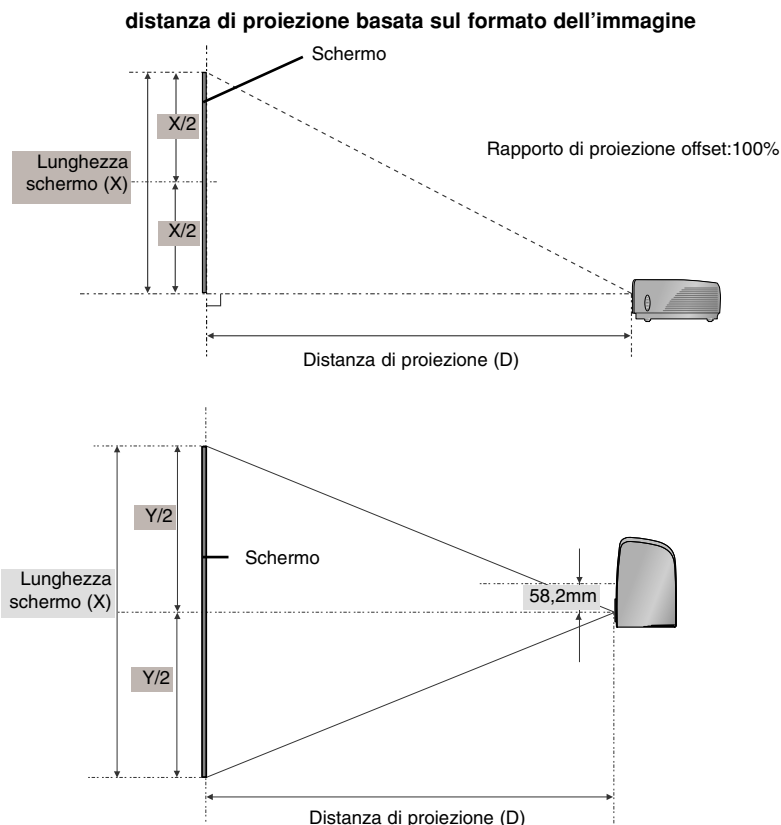 distanza di proiezione basata sul formato dell'immagine
Schermo
X/2
Rapporto di proiezione offset:100%
Lunghezza
schermo (X)
X/2
Distanza di proiezione (D)
Y/2
Schermo
Lunghezza
schermo (X)
58,2mm
Y/2
Distanza di proiezione (D)